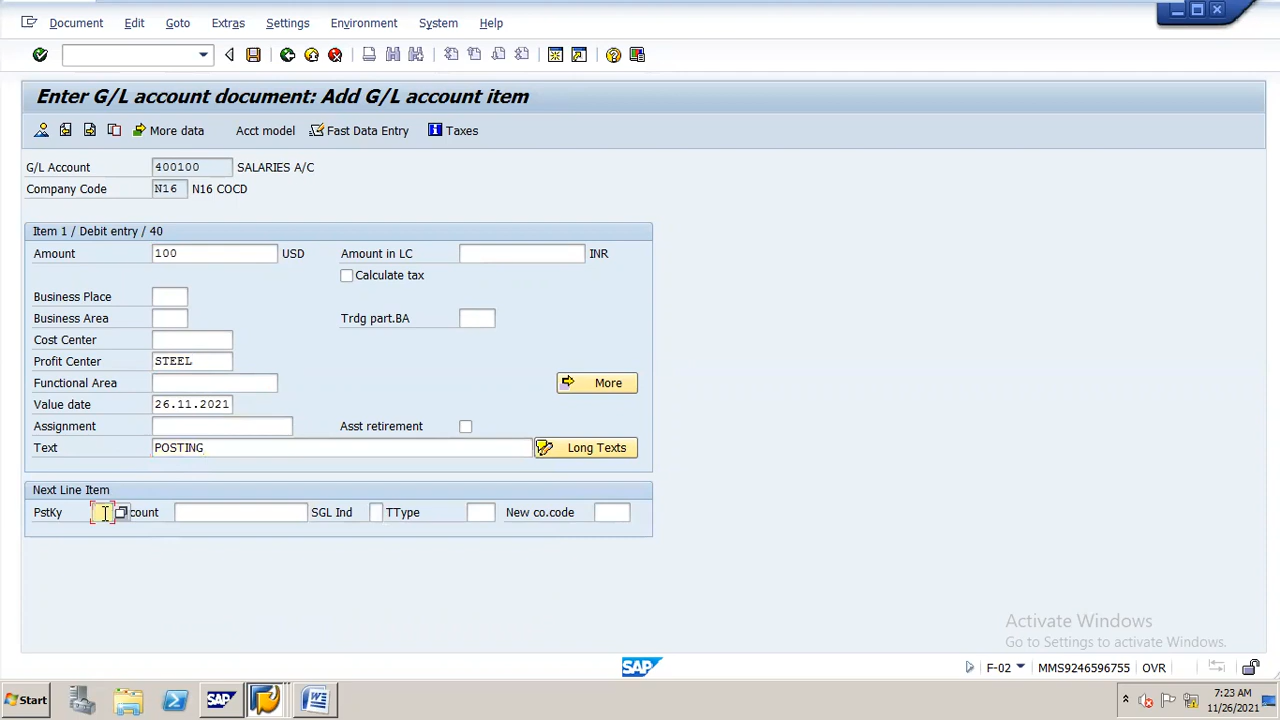 Document Edit Goto Extras Settings Environment System Help
Enter G/L account document: Add G/L account item
More data Acct model Fast Data Entry Taxes
G/L Account 400100 SALARIES A/C
Company Code N16 N16 COCD
Item 1 / Debit entry / 40
Amount 100 USD Amount in LC INR
Calculate tax
Business Place
Business Area Trdg part.BA
Cost Center
Profit Center STEEL
Functional Area More
Value date 26.11.2021
Assignment Asst retirement
Text POSTING Long Texts
Next Line Item
PstKy count SGL Ind TType New co.code
Activate Windows
Go to Settings to activate Windows.
SAP F-02 MMS9246596755 OVR
Start SAP 7:23 AM
11/26/2021